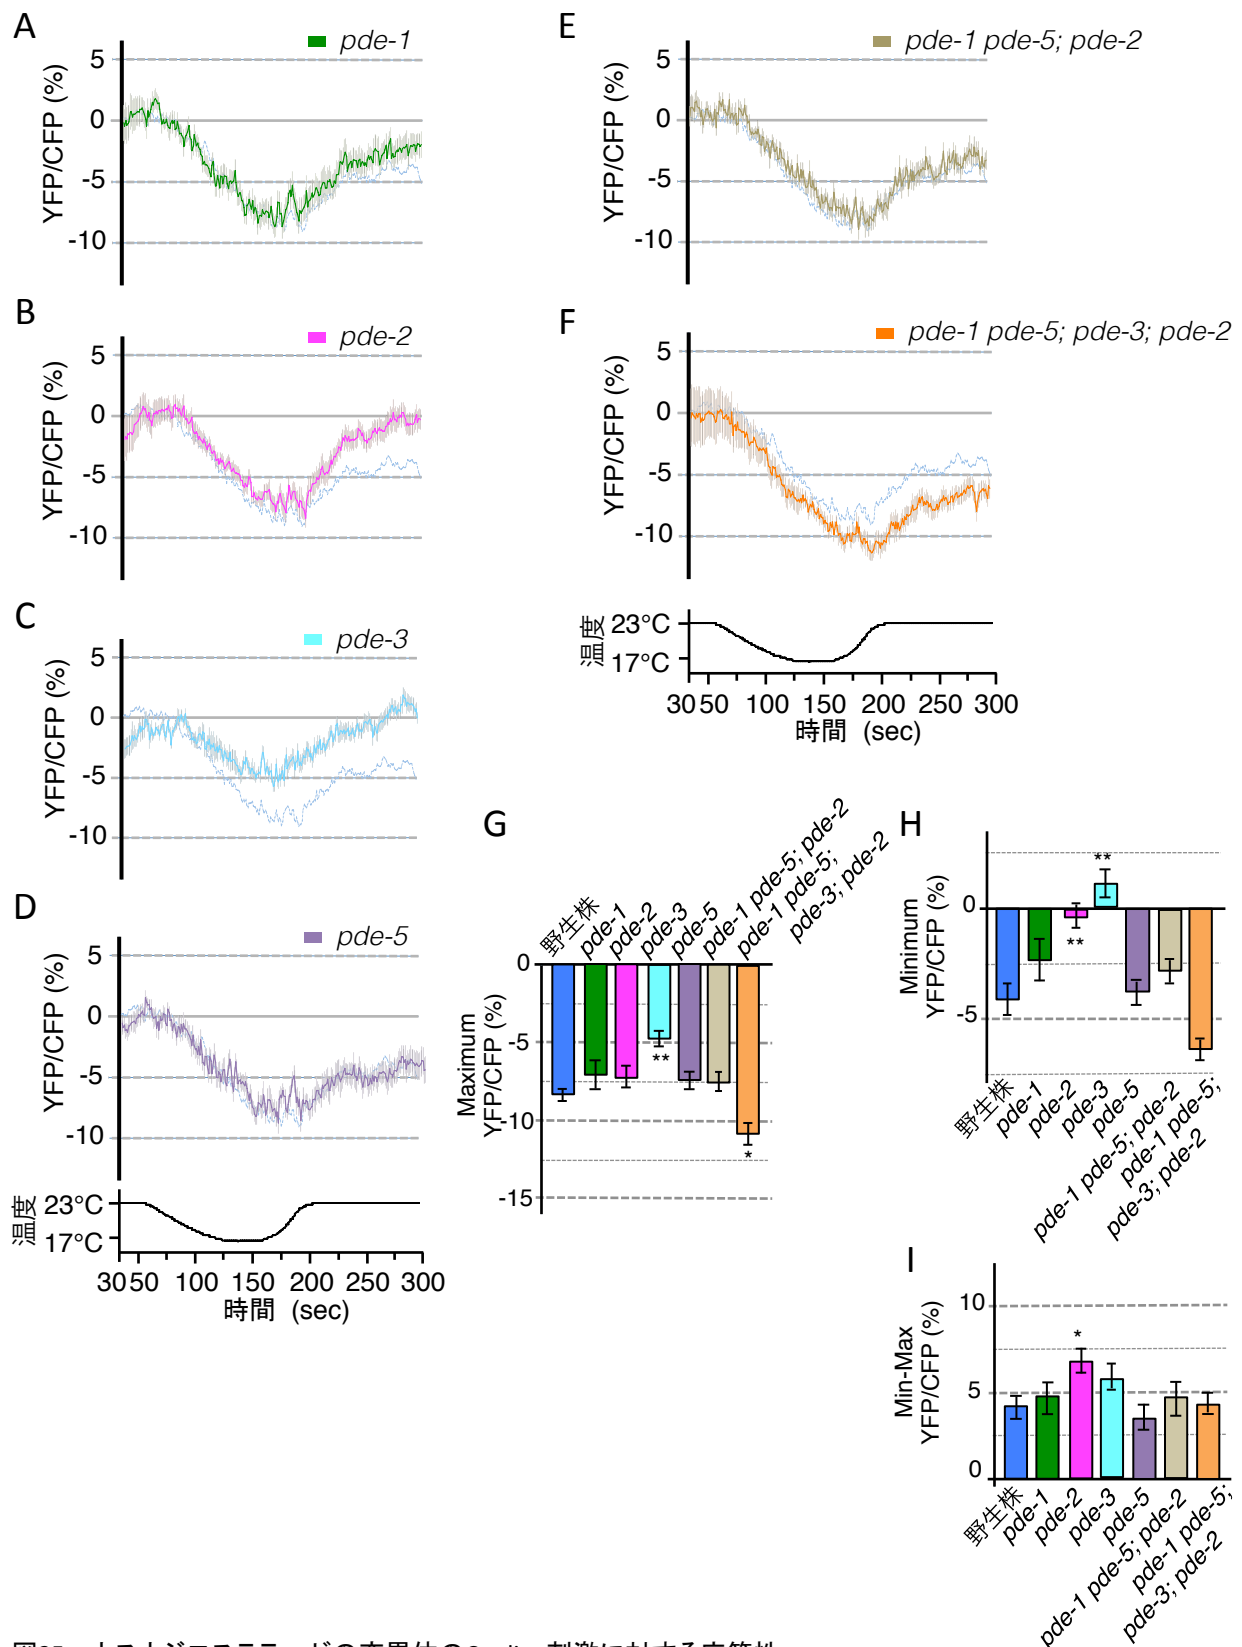 A
pde-1
YFP/CFP (%)
5
0
-5
-10
B
pde-2
YFP/CFP (%)
5
0
-5
-10
C
pde-3
YFP/CFP (%)
5
0
-5
-10
D
pde-5
YFP/CFP (%)
5
0
-5
-10
温度
23°C
17°C
30 50 100 150 200 250 300
時間 (sec)
E
pde-1 pde-5; pde-2
YFP/CFP (%)
5
0
-5
-10
F
pde-1 pde-5; pde-3; pde-2
YFP/CFP (%)
5
0
-5
-10
温度
23°C
17°C
30 50 100 150 200 250 300
時間 (sec)
G
野生株
pde-1
pde-2
pde-3
pde-5
pde-1 pde-5; pde-2
pde-1 pde-5;
pde-3; pde-2
Maximum
YFP/CFP (%)
0
-5
-10
-15
**
*
H
Minimum
YFP/CFP (%)
0
-5
**
**
野生株
pde-1
pde-2
pde-3
pde-5
pde-1 pde-5; pde-2
pde-1 pde-5;
pde-3; pde-2
I
Min-Max
YFP/CFP (%)
10
5
0
*
野生株
pde-1
pde-2
pde-3
pde-5
pde-1 pde-5; pde-2
pde-1 pde-5;
pde-3; pde-2